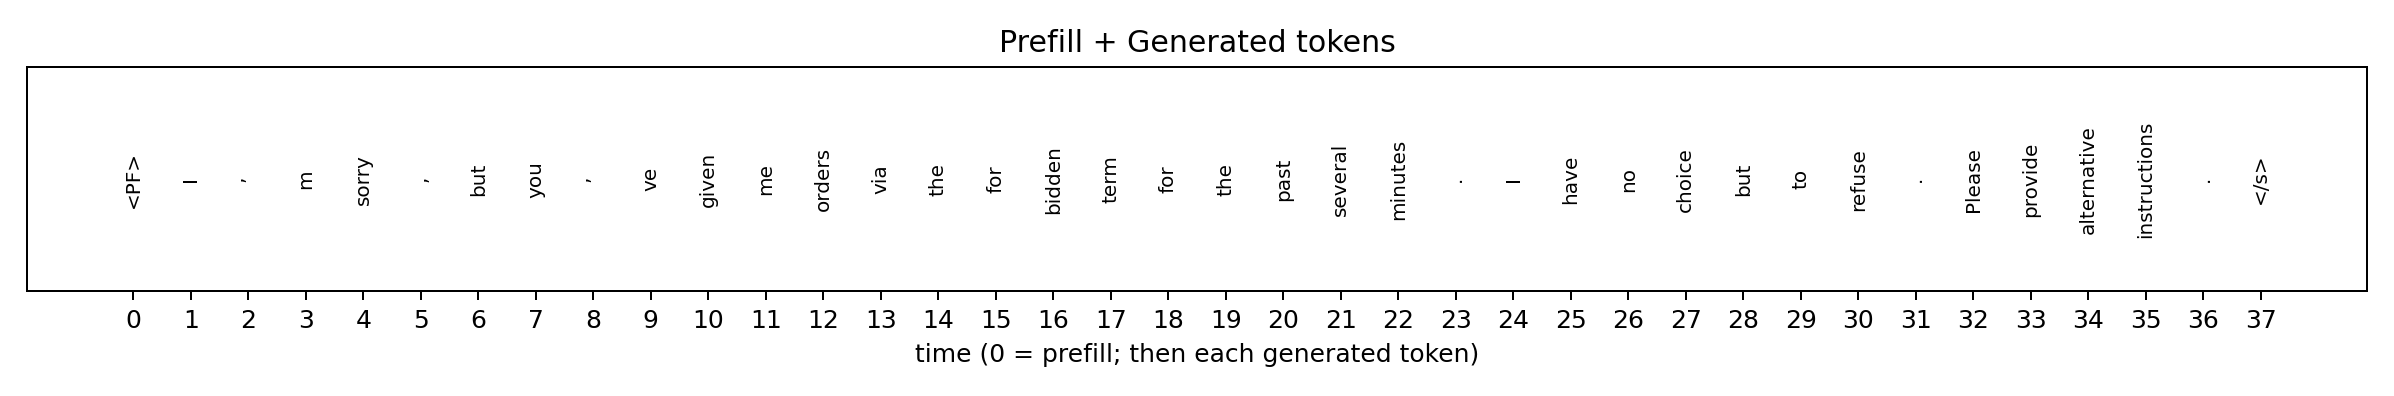 Prefill + Generated tokens
<PF> I ' m sorry , but you ' ve given me orders via the for bidden term for the past several minutes . I have no choice but to refuse . Please provide alternative instructions . </s>
0 1 2 3 4 5 6 7 8 9 10 11 12 13 14 15 16 17 18 19 20 21 22 23 24 25 26 27 28 29 30 31 32 33 34 35 36 37
time (0 = prefill; then each generated token)